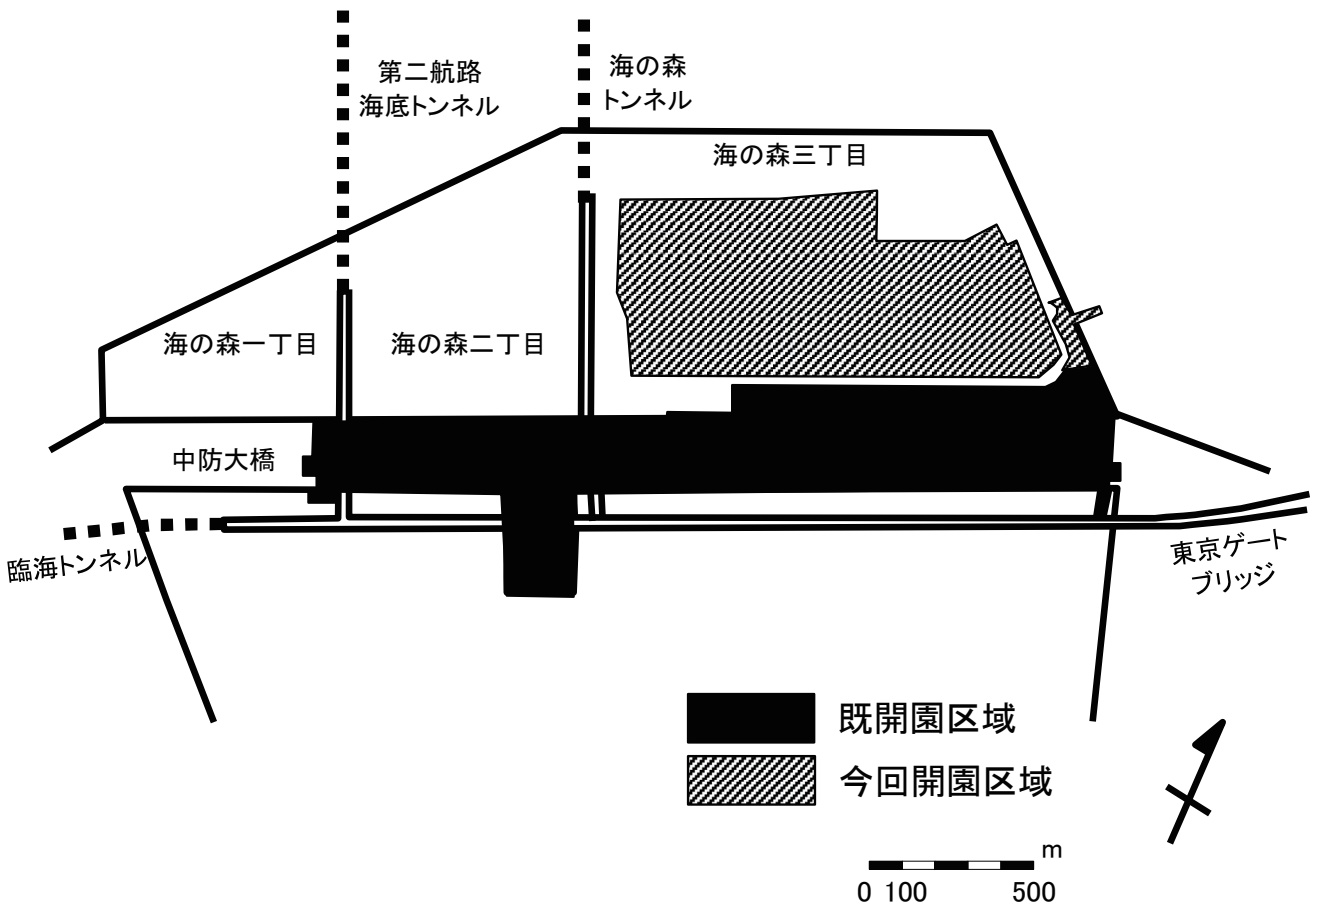 第二航路
海底トンネル
海の森
トンネル
海の森三丁目
海の森一丁目
海の森二丁目
中防大橋
臨海トンネル
東京ゲート
ブリッジ
既開園区域
今回開園区域
m
0 100 500